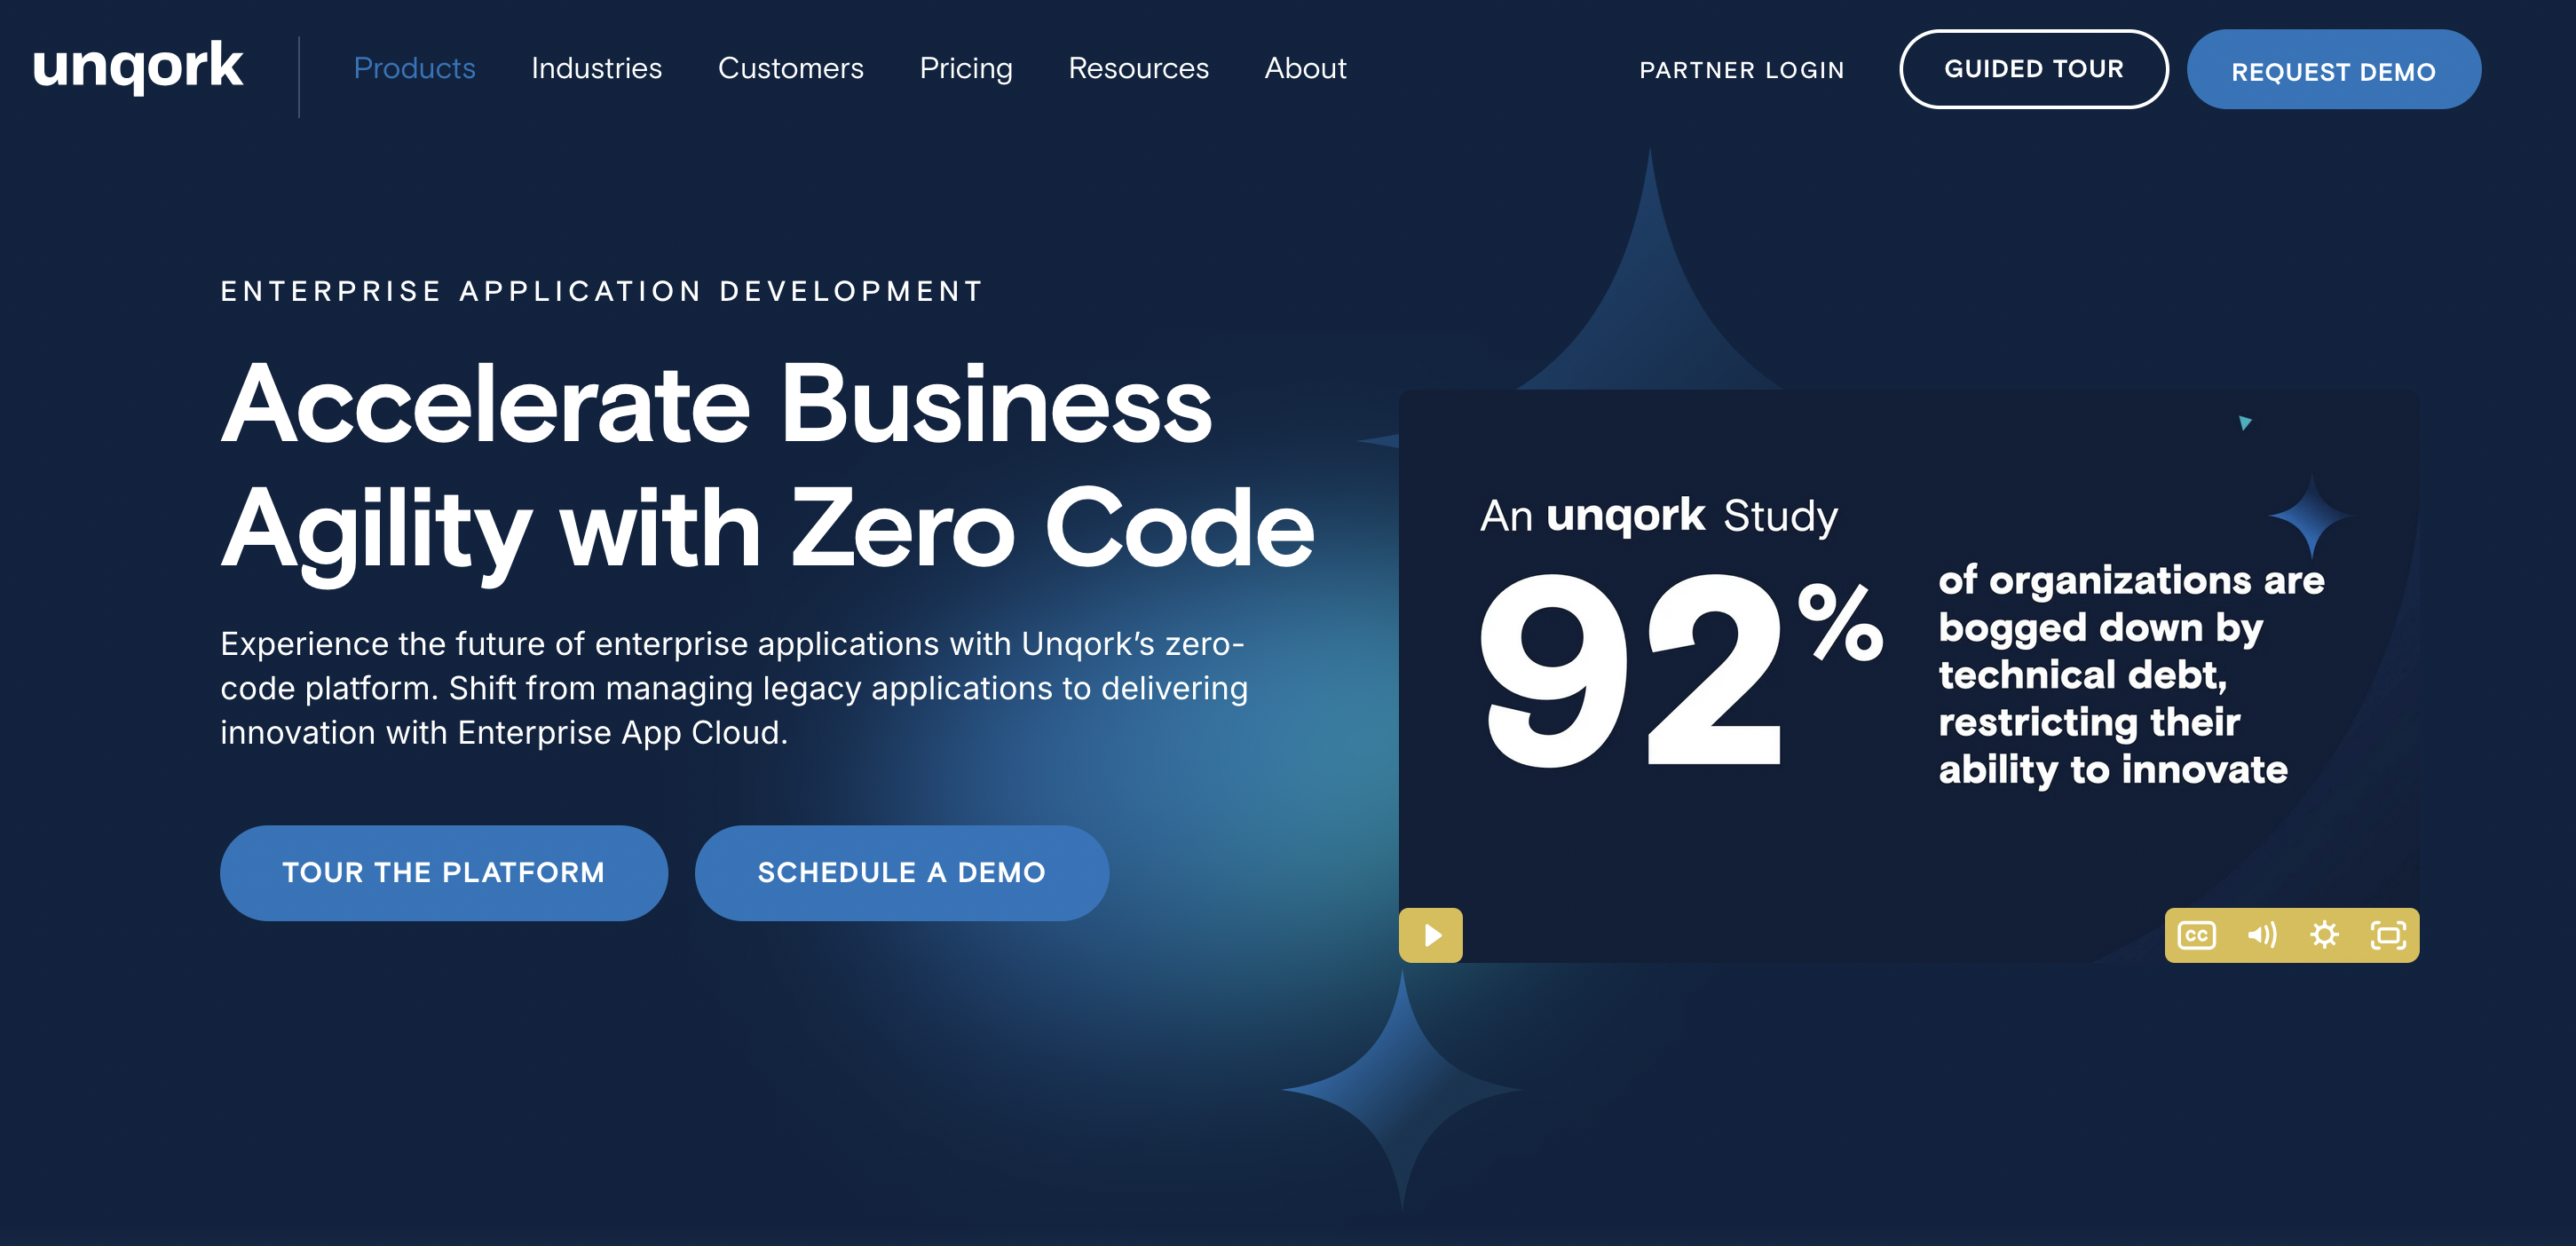 unqork
Products Industries Customers Pricing Resources About
PARTNER LOGIN GUIDED TOUR REQUEST DEMO
ENTERPRISE APPLICATION DEVELOPMENT
Accelerate Business
Agility with Zero Code
Experience the future of enterprise applications with Unqork’s zero-
code platform. Shift from managing legacy applications to delivering
innovation with Enterprise App Cloud.
TOUR THE PLATFORM SCHEDULE A DEMO
An unqork Study
92%
of organizations are
bogged down by
technical debt,
restricting their
ability to innovate
CC